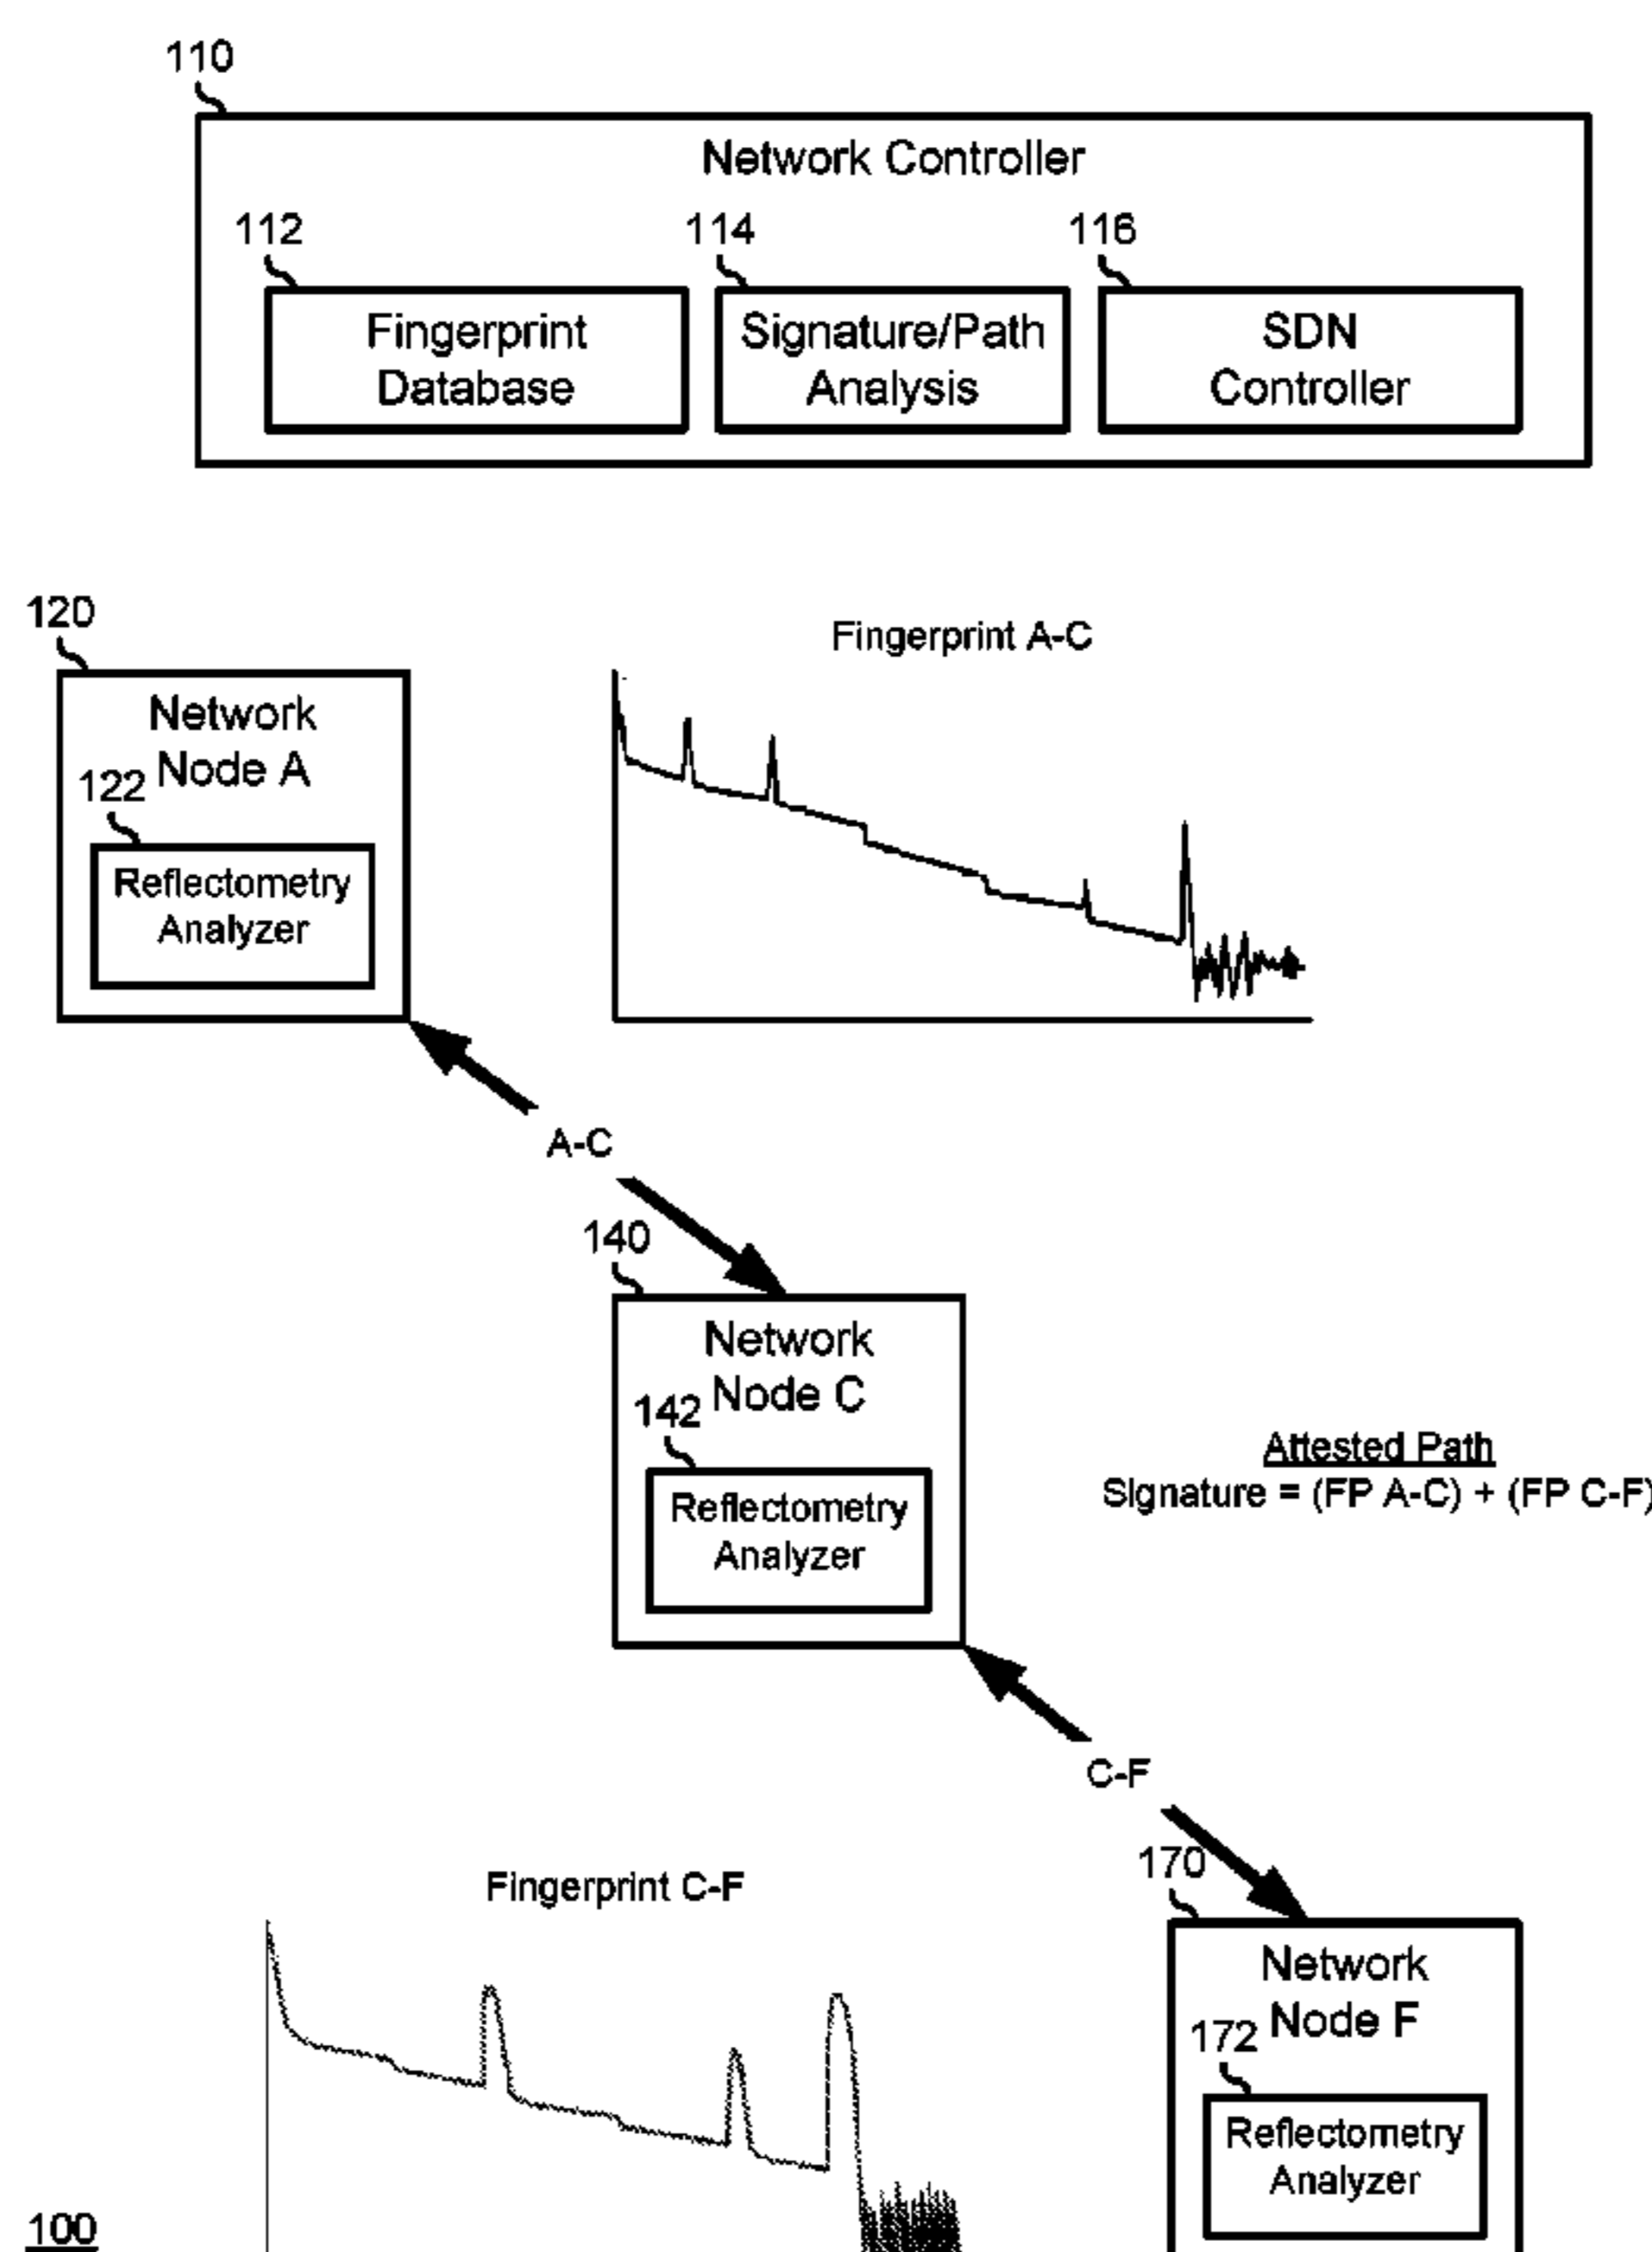 110
Network Controller
112
114
116
Fingerprint
Database
Signature/Path
Analysis
SDN
Controller
120
Network
Node A
122
Reflectometry
Analyzer
Fingerprint A-C
A-C
140
Network
Node C
142
Reflectometry
Analyzer
Attested Path
Signature = (FP A-C) + (FP C-F)
C-F
170
Network
Node F
172
Reflectometry
Analyzer
Fingerprint C-F
100